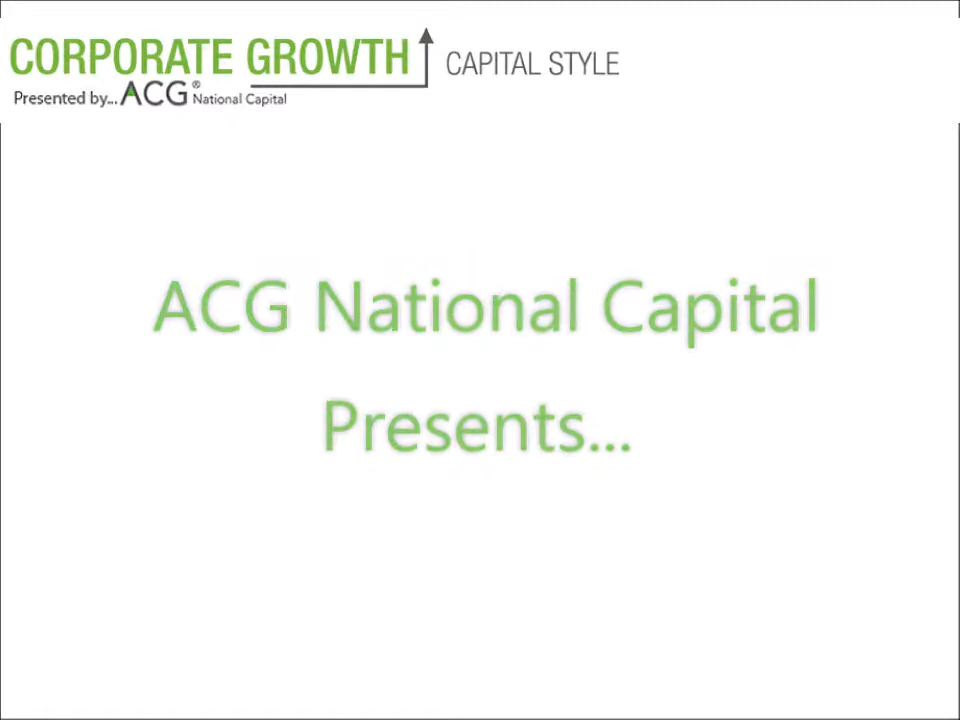 CORPORATE GROWTH CAPITAL STYLE
Presented by... ACG® National Capital
ACG National Capital
Presents...